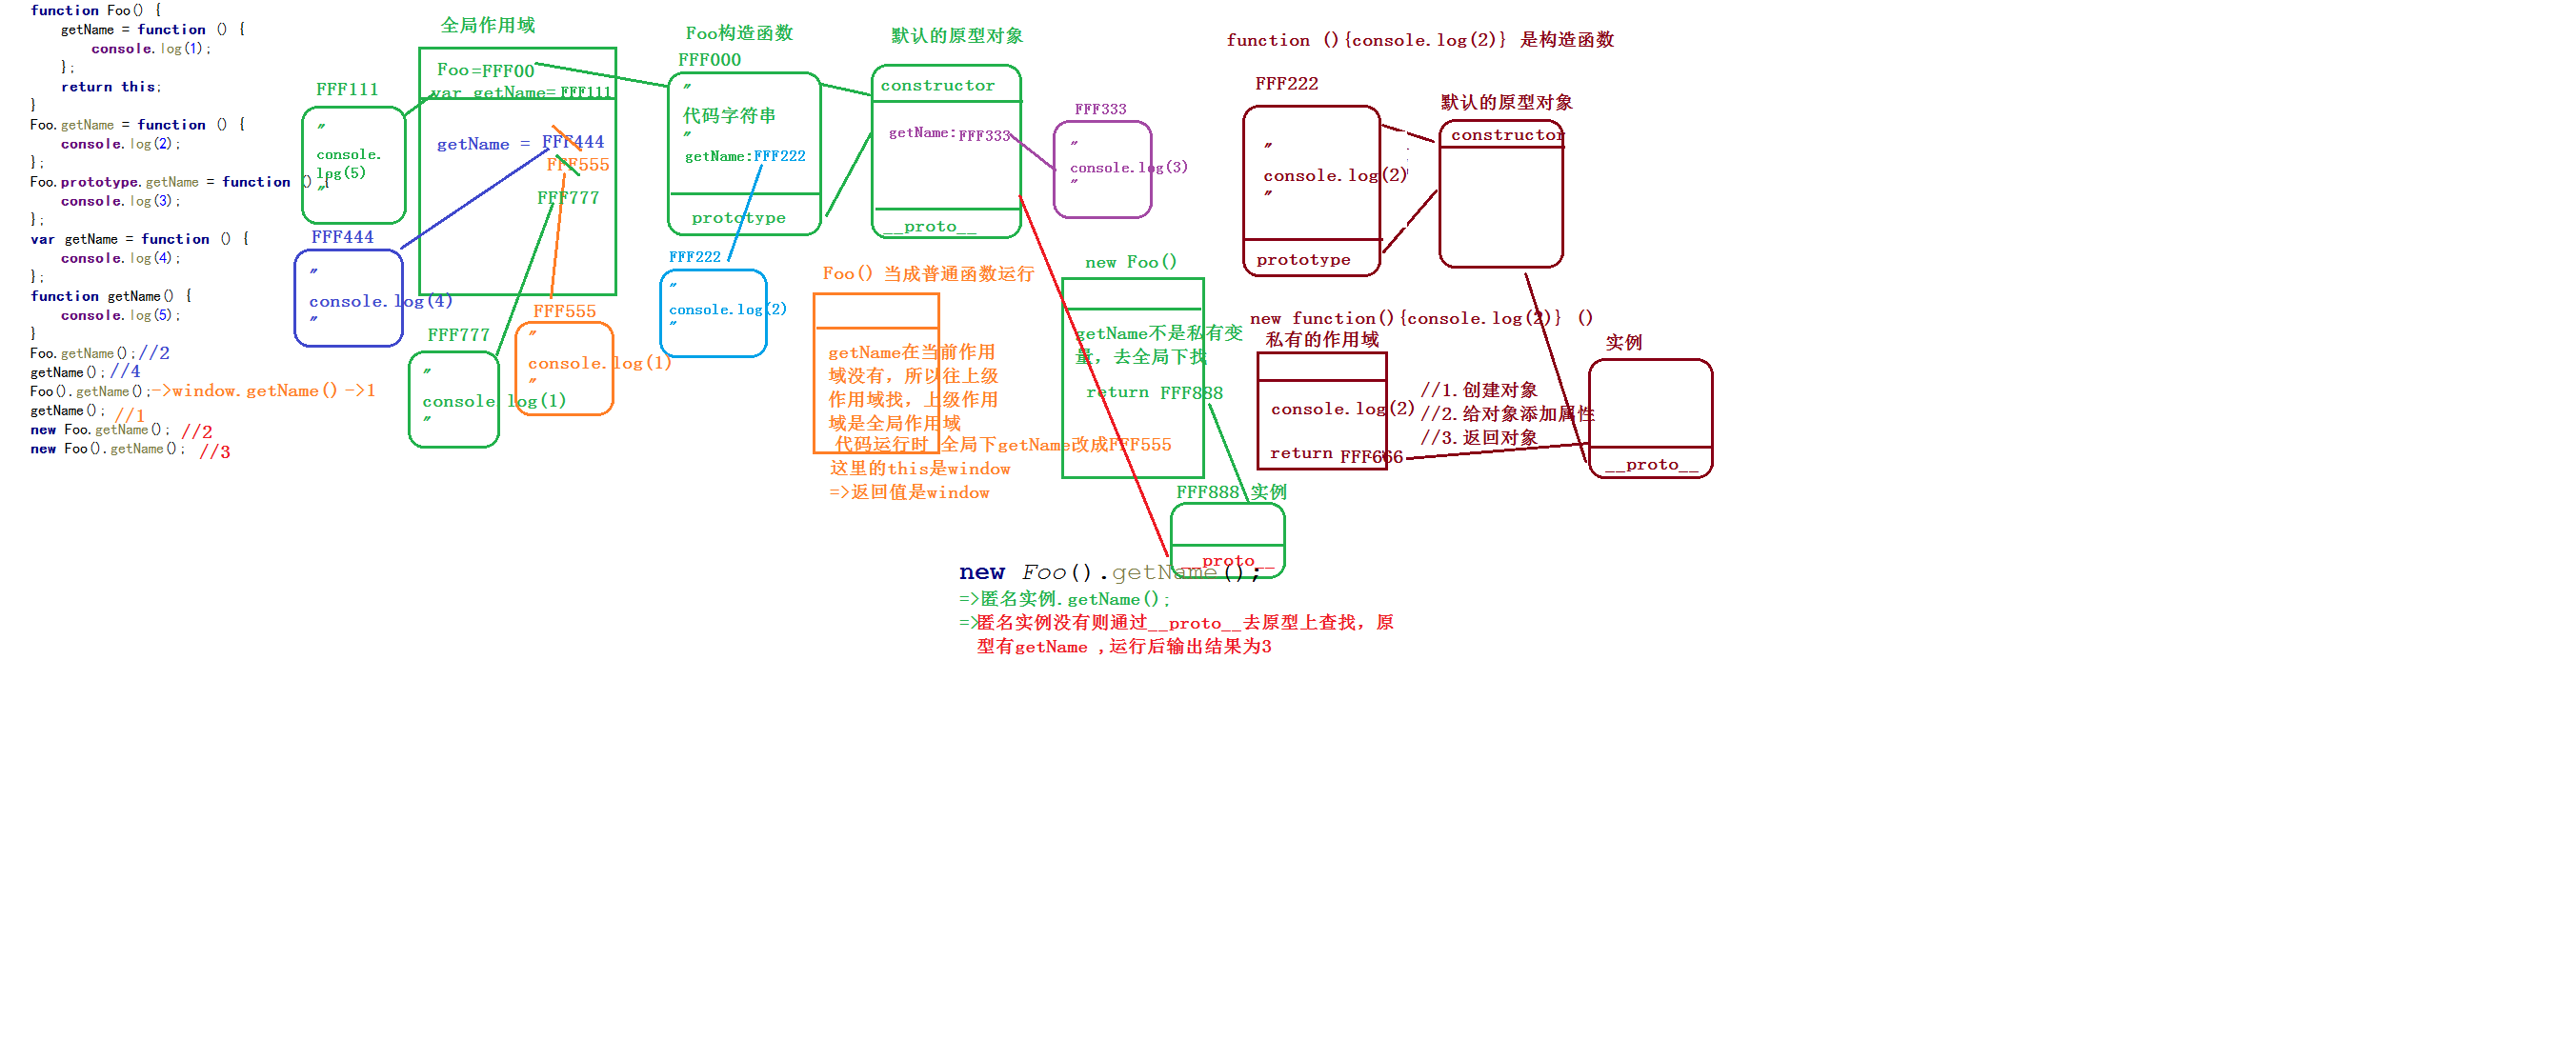 function Foo() {
getName = function () {
console.log(1);
};
return this;
}
Foo.getName = function () {
console.log(2);
};
Foo.prototype.getName = function () {
console.log(3);
};
var getName = function () {
console.log(4);
};
function getName() {
console.log(5);
}
Foo.getName();//2
getName();//4
Foo().getName();->window.getName() ->1
getName(); //1
new Foo.getName(); //2
new Foo().getName(); //3
FFF111
"
console.
log(5)
"
FFF444
"
console.log(4)
"
全局作用域
Foo=FFF00
var getName=FFF111
getName = FFF444
FFF555
FFF777
FFF777
"
console.log(1)
"
FFF555
"
console.log(1)
"
Foo构造函数
FFF000
"
代码字符串
"
getName:FFF222
prototype
FFF222
"
console.log(2)
"
默认的原型对象
constructor
getName:FFF333
__proto__
FFF333
"
console.log(3)
"
Foo() 当成普通函数运行
getName在当前作用
域没有，所以往上级
作用域找，上级作用
域是全局作用域
代码运行时 全局下getName改成FFF555
这里的this是window
=>返回值是window
new Foo()
getName不是私有变
量，去全局下找
return FFF888
FFF888 实例
__proto__
new Foo().getName();
=>匿名实例.getName();
=>匿名实例没有则通过__proto__去原型上查找，原
型有getName ,运行后输出结果为3
function (){console.log(2)} 是构造函数
FFF222
"
console.log(2)
"
prototype
默认的原型对象
constructor
new function(){console.log(2)} ()
私有的作用域
console.log(2)
return FFF666
//1.创建对象
//2.给对象添加属性
//3.返回对象
实例
__proto__